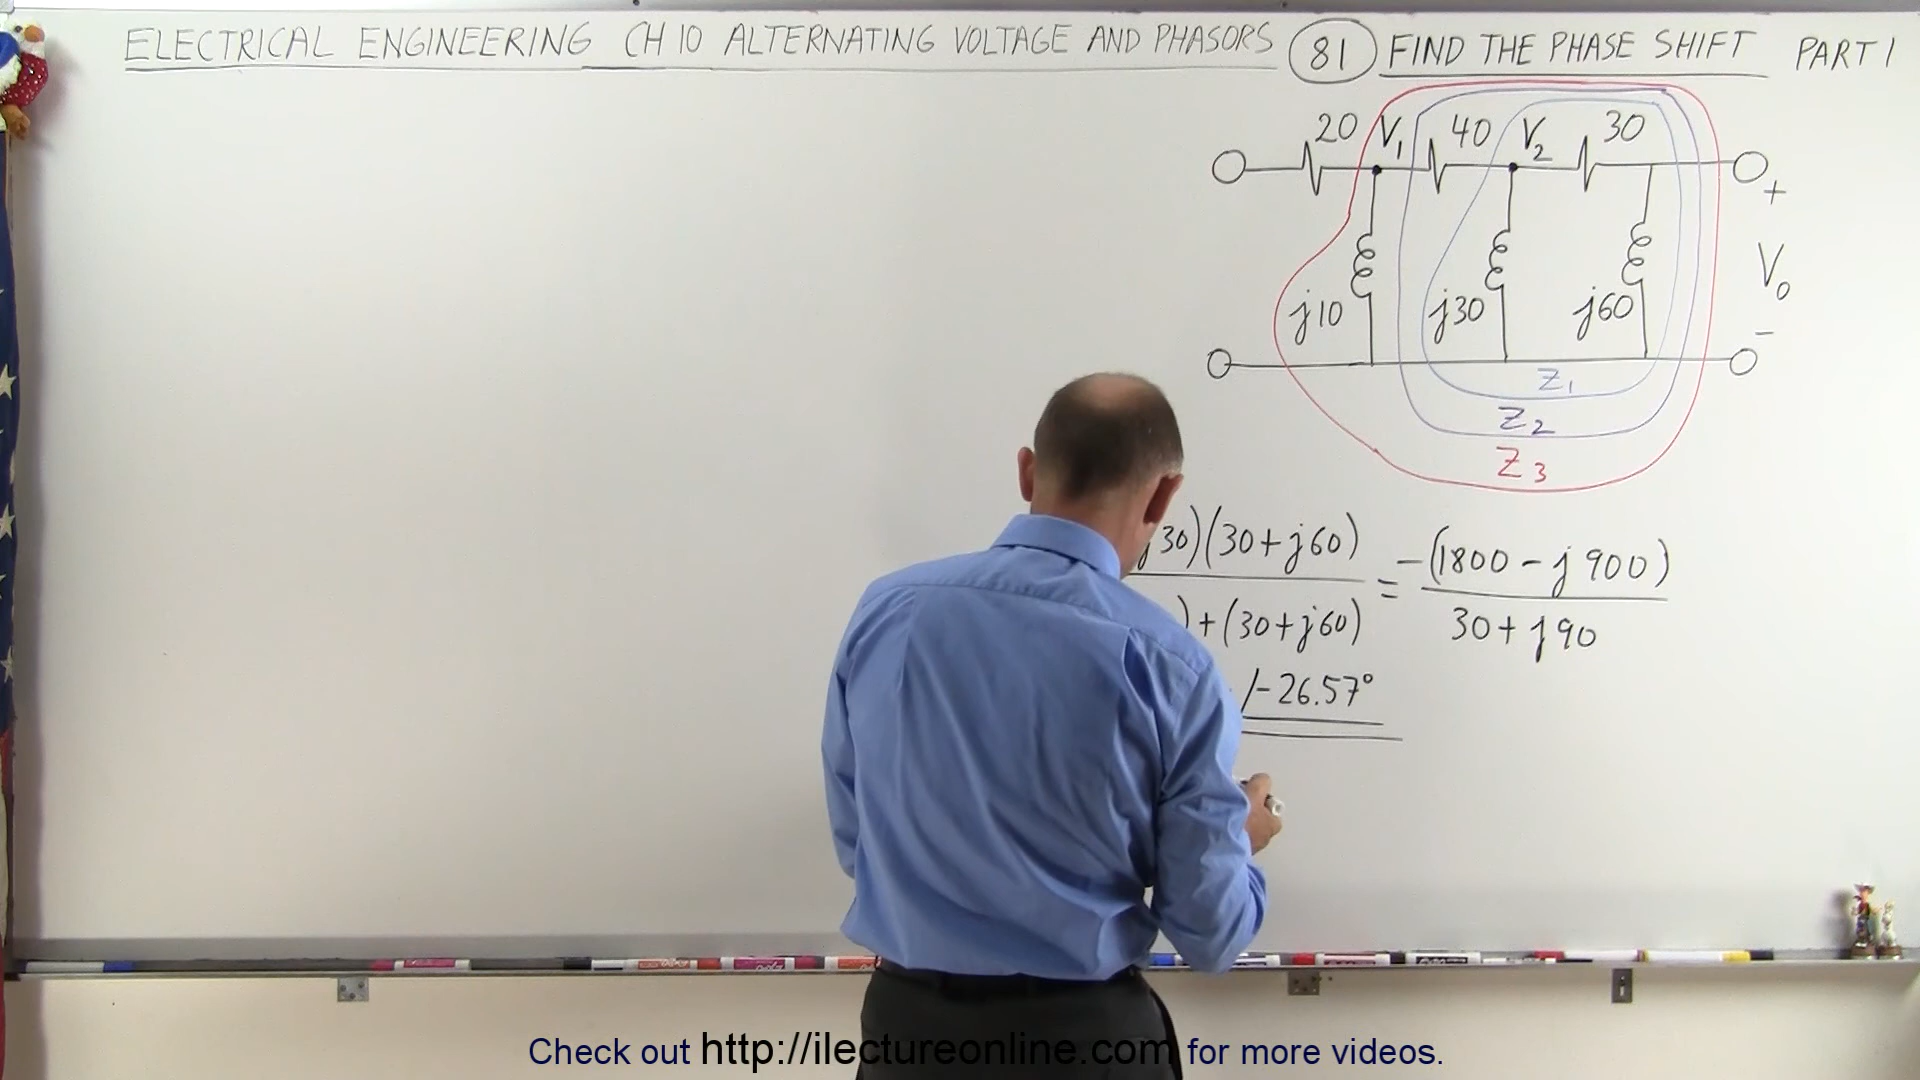 ELECTRICAL ENGINEERING CH 10 ALTERNATING VOLTAGE AND PHASORS 81 FIND THE PHASE SHIFT PART 1
20 V1 40 V2 30
+
V0
j10 j30 j60
-
Z1
Z2
Z3
30)(30+j60) = -(1800-j900)
)+(30+j60) 30+j90
/-26.57°
Check out http://ilectureonline.com for more videos.